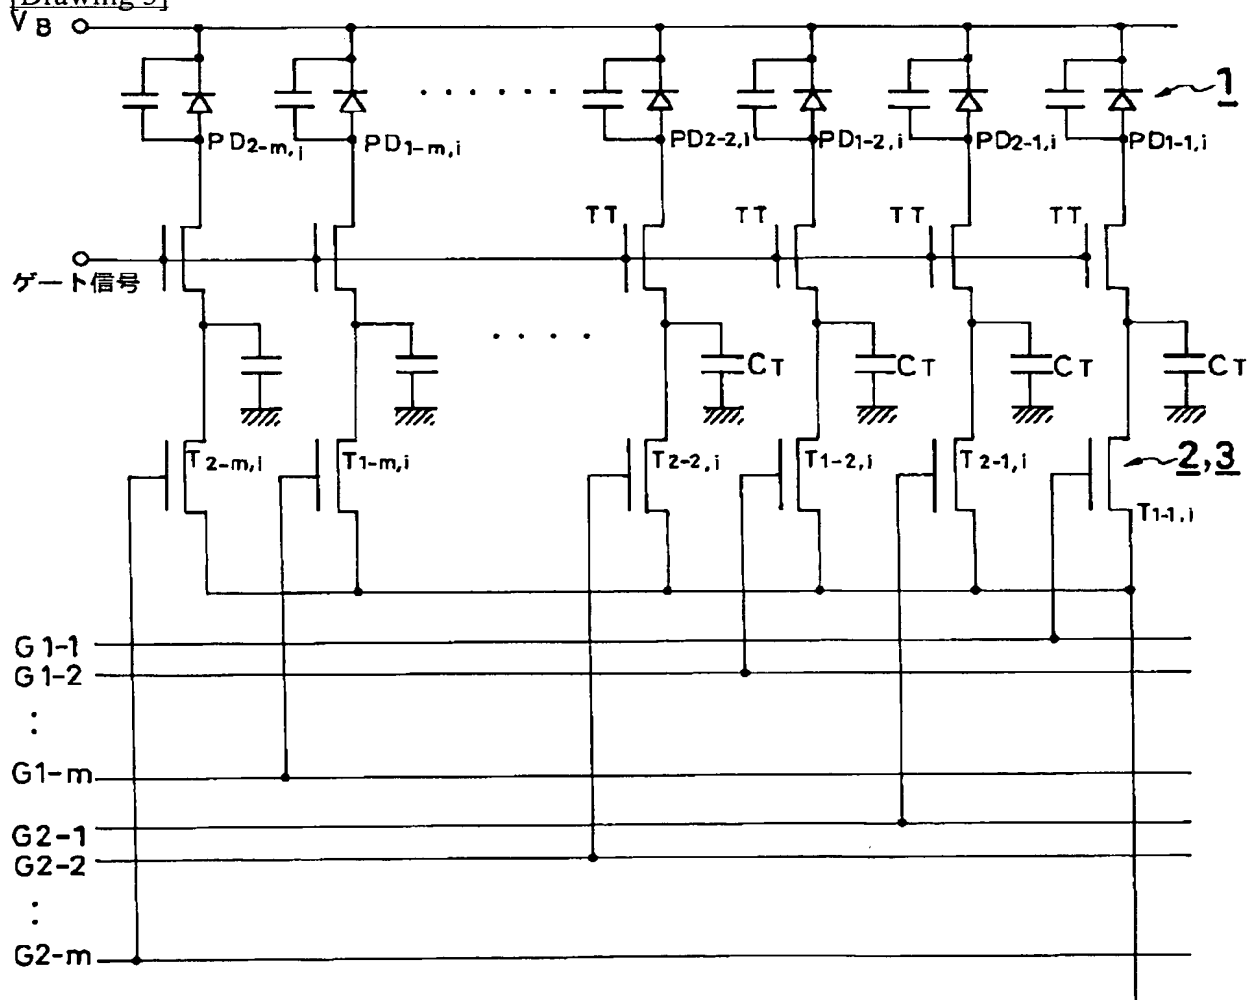 [Drawing 3]
VB
1
PD2-m,i PD1-m,i PD2-2,i PD1-2,i PD2-1,i PD1-1,i
TT TT TT TT
ゲート信号
CT CT CT CT
T2-m,i T1-m,i T2-2,i T1-2,i T2-1,i 2,3
T1-1,i
G1-1
G1-2
G1-m
G2-1
G2-2
G2-m